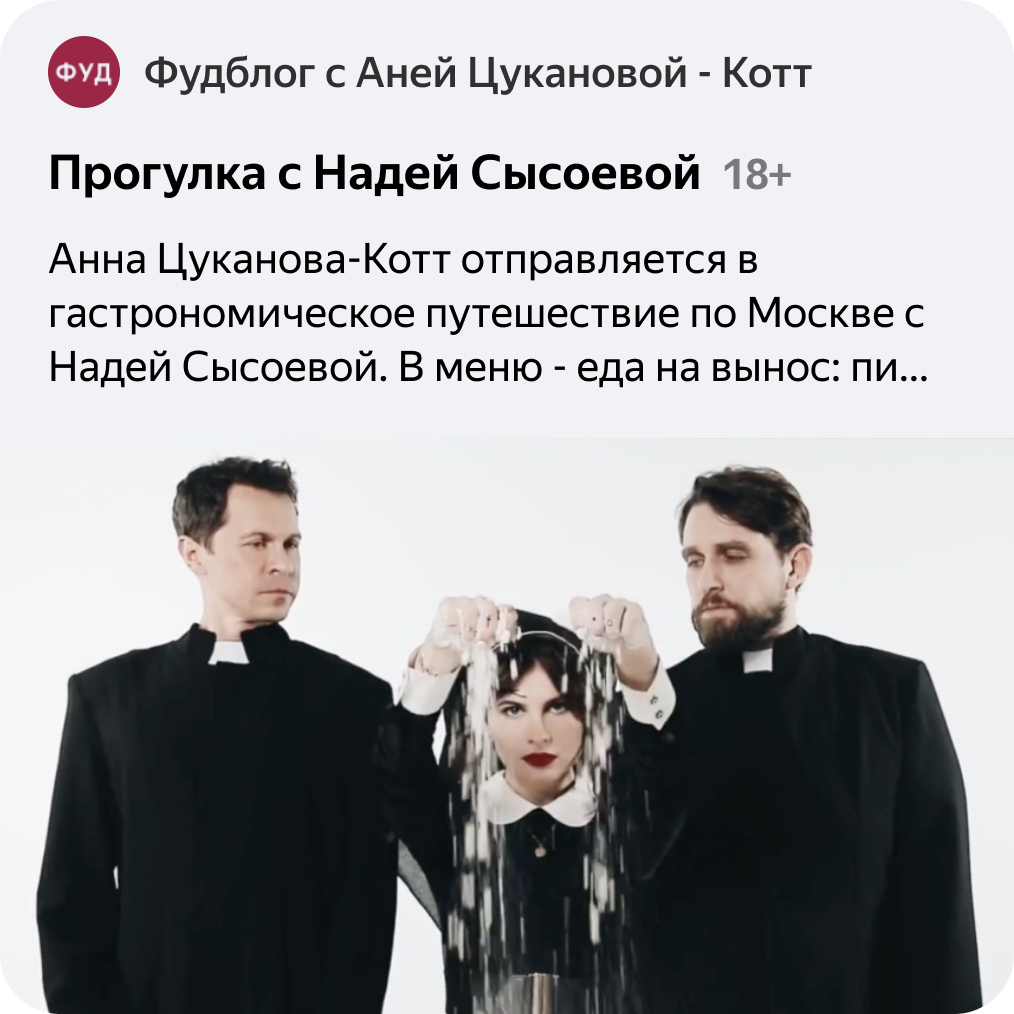 ФУД
Фудблог с Аней Цукановой - Котт
Прогулка с Надей Сысоевой 18+
Анна Цуканова-Котт отправляется в
гастрономическое путешествие по Москве с
Надей Сысоевой. В меню - еда на вынос: пи...